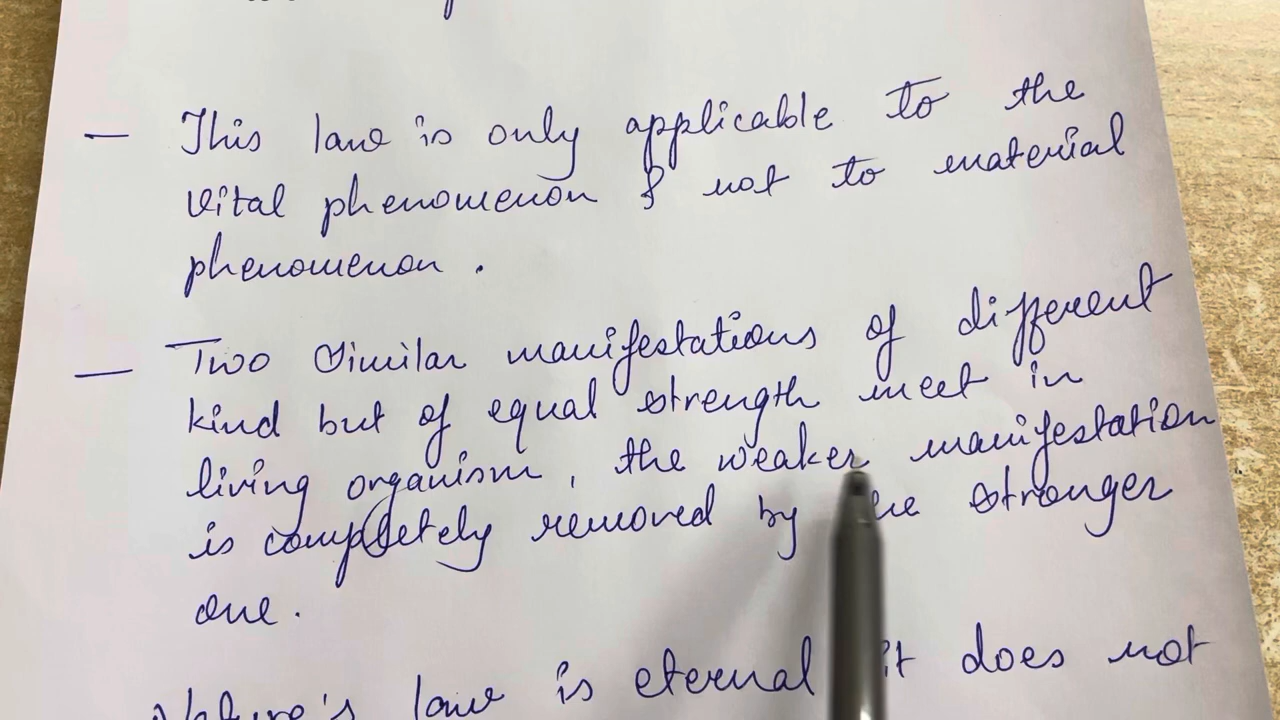 — This law is only applicable to the
vital phenomenon & not to material
phenomenon.
— Two Similar manifestations of different
kind but of equal strength meet in
living organism, the weaker manifestation
is completely removed by the stronger
one.
Nature's law is eternal it does not